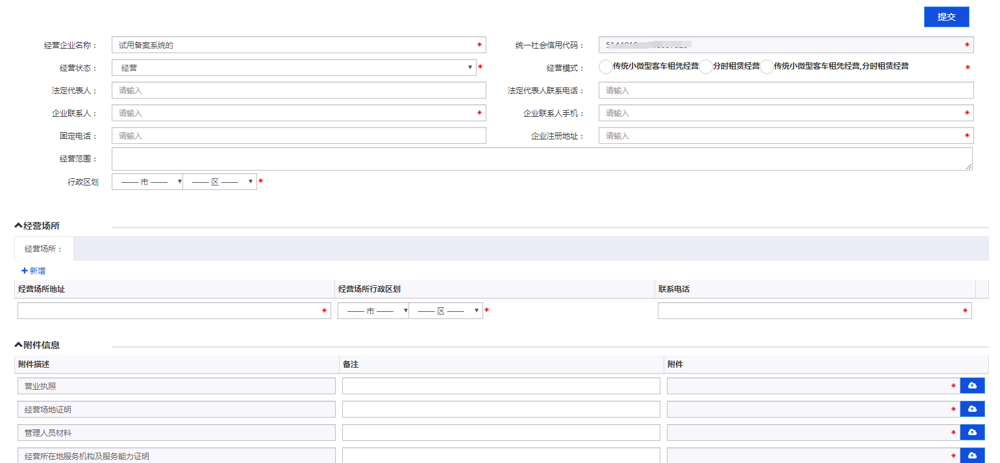 提交
经营企业名称： 试用备案系统的 * 统一社会信用代码： *
经营状态： 经营 * 经营模式： 传统小微型客车租凭经营 分时租赁经营 传统小微型客车租凭经营,分时租赁经营 *
法定代表人： 请输入 法定代表人联系电话： 请输入
企业联系人： 请输入 * 企业联系人手机： 请输入 *
固定电话： 请输入 企业注册地址： 请输入 *
经营范围：
行政区划 —— 市 —— —— 区 —— *
经营场所
经营场所：
+ 新增
经营场所地址 经营场所行政区划 联系电话
* —— 市 —— —— 区 —— * *
附件信息
附件描述 备注 附件
营业执照 *
经营场地证明 *
管理人员材料 *
经营所在地服务机构及服务能力证明 *